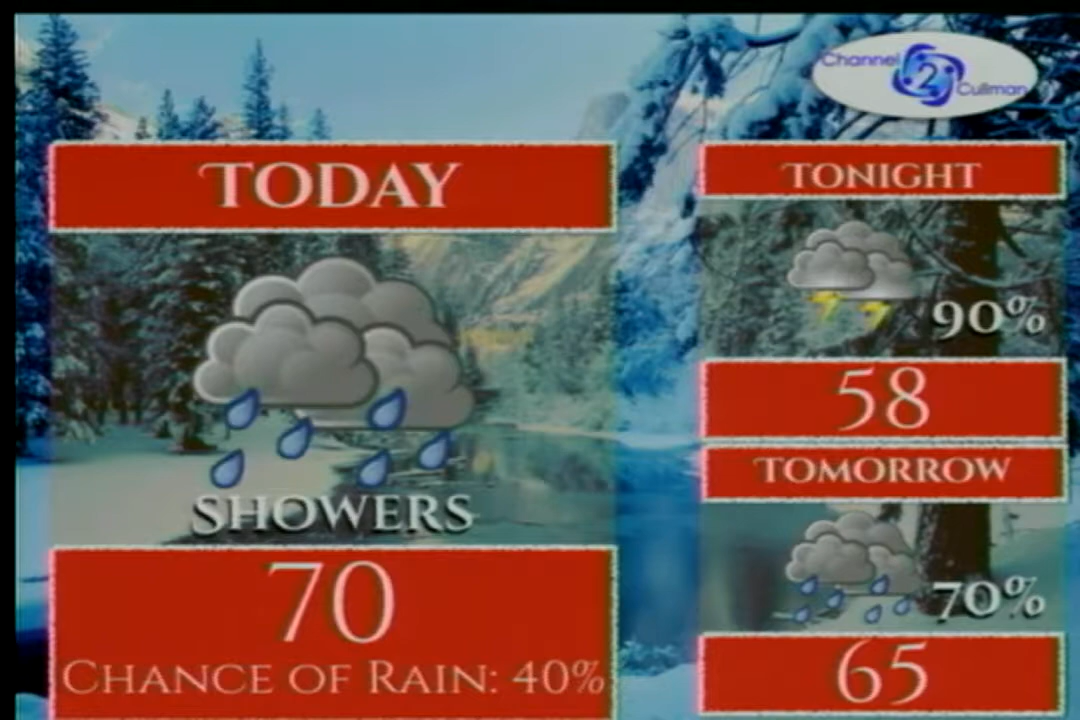 Channel
2
Cullman
TODAY
SHOWERS
70
CHANCE OF RAIN: 40%
TONIGHT
90%
58
TOMORROW
70%
65